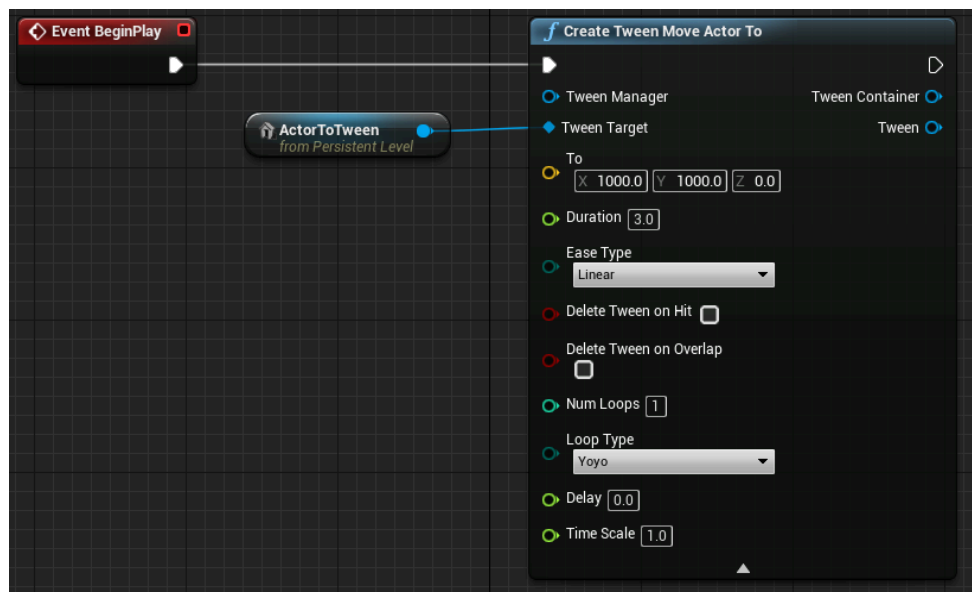 Event BeginPlay
ActorToTween
from Persistent Level
f Create Tween Move Actor To
Tween Manager Tween Container
Tween Target Tween
To
X 1000.0 Y 1000.0 Z 0.0
Duration 3.0
Ease Type
Linear
Delete Tween on Hit
Delete Tween on Overlap
Num Loops 1
Loop Type
Yoyo
Delay 0.0
Time Scale 1.0